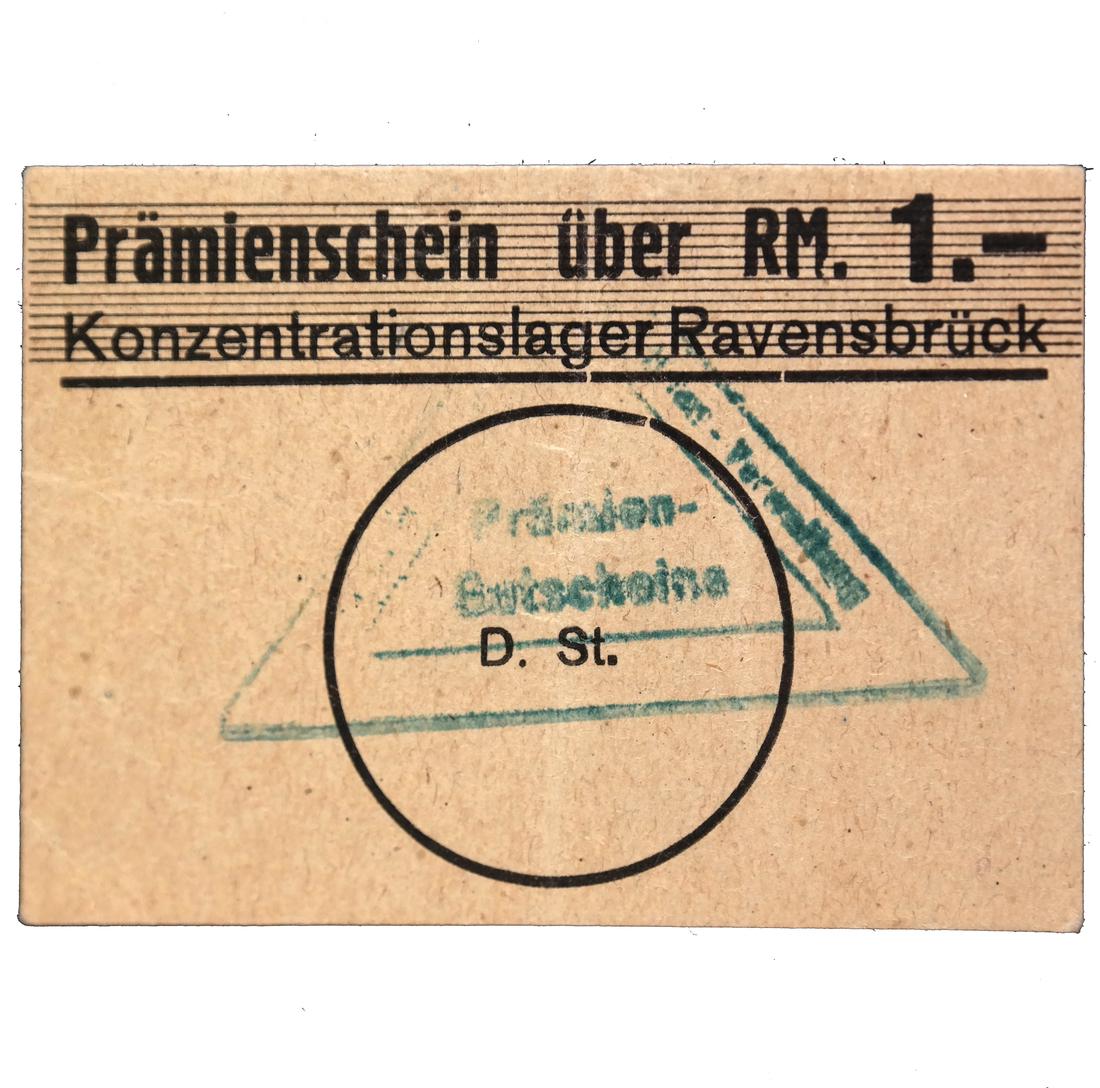 Prämienschein über RM. 1.—
Konzentrationslager Ravensbrück
Prämien-
Gutscheine
D. St.